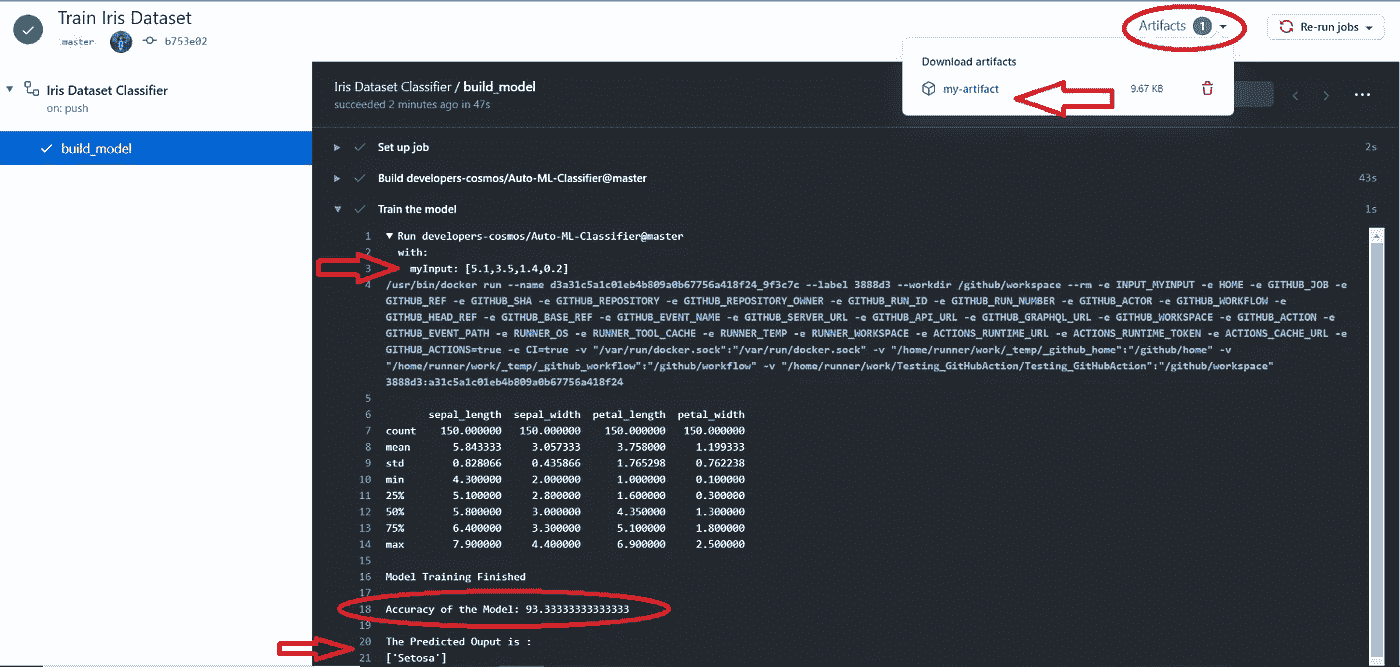 Train Iris Dataset
master b753e02
Artifacts 1
Re-run jobs
Download artifacts
my-artifact 9.67 KB
Iris Dataset Classifier
on: push
build_model
Iris Dataset Classifier / build_model
succeeded 2 minutes ago in 47s
Set up job 2s
Build developers-cosmos/Auto-ML-Classifier@master 43s
Train the model 1s
1 Run developers-cosmos/Auto-ML-Classifier@master
2 with:
3 myInput: [5.1,3.5,1.4,0.2]
4 /usr/bin/docker run --name d3a31c5a1c01eb4b809a0b67756a418f24_9f3c7c --label 3888d3 --workdir /github/workspace --rm -e INPUT_MYINPUT -e HOME -e GITHUB_JOB -e
GITHUB_REF -e GITHUB_SHA -e GITHUB_REPOSITORY -e GITHUB_REPOSITORY_OWNER -e GITHUB_RUN_ID -e GITHUB_RUN_NUMBER -e GITHUB_ACTOR -e GITHUB_WORKFLOW -e
GITHUB_HEAD_REF -e GITHUB_BASE_REF -e GITHUB_EVENT_NAME -e GITHUB_SERVER_URL -e GITHUB_API_URL -e GITHUB_GRAPHQL_URL -e GITHUB_WORKSPACE -e GITHUB_ACTION -e
GITHUB_EVENT_PATH -e RUNNER_OS -e RUNNER_TOOL_CACHE -e RUNNER_TEMP -e RUNNER_WORKSPACE -e ACTIONS_RUNTIME_URL -e ACTIONS_RUNTIME_TOKEN -e ACTIONS_CACHE_URL -e
GITHUB_ACTIONS=true -e CI=true -v "/var/run/docker.sock":"/var/run/docker.sock" -v "/home/runner/work/_temp/_github_home":"/github/home" -v
"/home/runner/work/_temp/_github_workflow":"/github/workflow" -v "/home/runner/work/Testing_GitHubAction/Testing_GitHubAction":"/github/workspace"
3888d3:a31c5a1c01eb4b809a0b67756a418f24
5
6 sepal_length sepal_width petal_length petal_width
7 count 150.000000 150.000000 150.000000 150.000000
8 mean 5.843333 3.057333 3.758000 1.199333
9 std 0.828066 0.435866 1.765298 0.762238
10 min 4.300000 2.000000 1.000000 0.100000
11 25% 5.100000 2.800000 1.600000 0.300000
12 50% 5.800000 3.000000 4.350000 1.300000
13 75% 6.400000 3.300000 5.100000 1.800000
14 max 7.900000 4.400000 6.900000 2.500000
15
16 Model Training Finished
17
18 Accuracy of the Model: 93.33333333333333
19
20 The Predicted Ouput is :
21 ['Setosa']